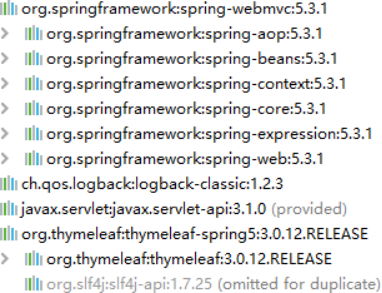 org.springframework:spring-webmvc:5.3.1
org.springframework:spring-aop:5.3.1
org.springframework:spring-beans:5.3.1
org.springframework:spring-context:5.3.1
org.springframework:spring-core:5.3.1
org.springframework:spring-expression:5.3.1
org.springframework:spring-web:5.3.1
ch.qos.logback:logback-classic:1.2.3
javax.servlet:javax.servlet-api:3.1.0 (provided)
org.thymeleaf:thymeleaf-spring5:3.0.12.RELEASE
org.thymeleaf:thymeleaf:3.0.12.RELEASE
org.slf4j:slf4j-api:1.7.25 (omitted for duplicate)